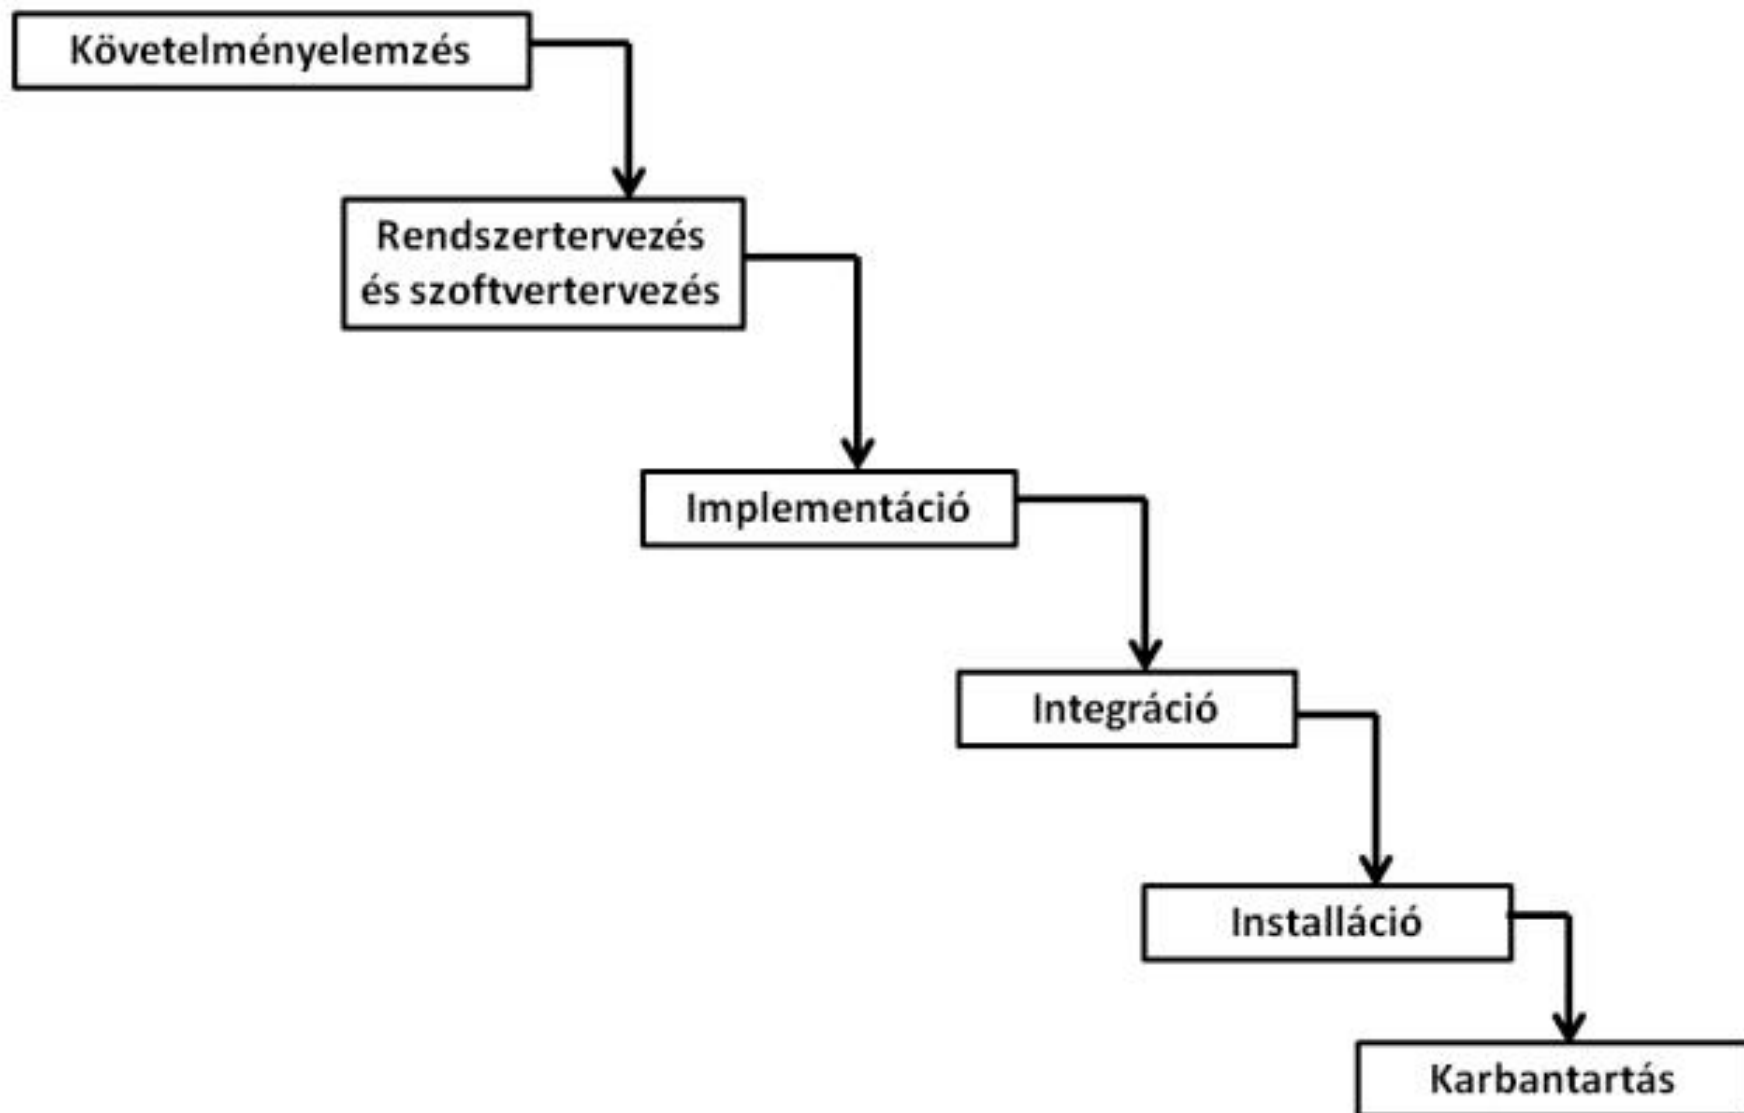 Követelményelemzés
Rendszertervezés
és szoftvertervezés
Implementáció
Integráció
Installáció
Karbantartás